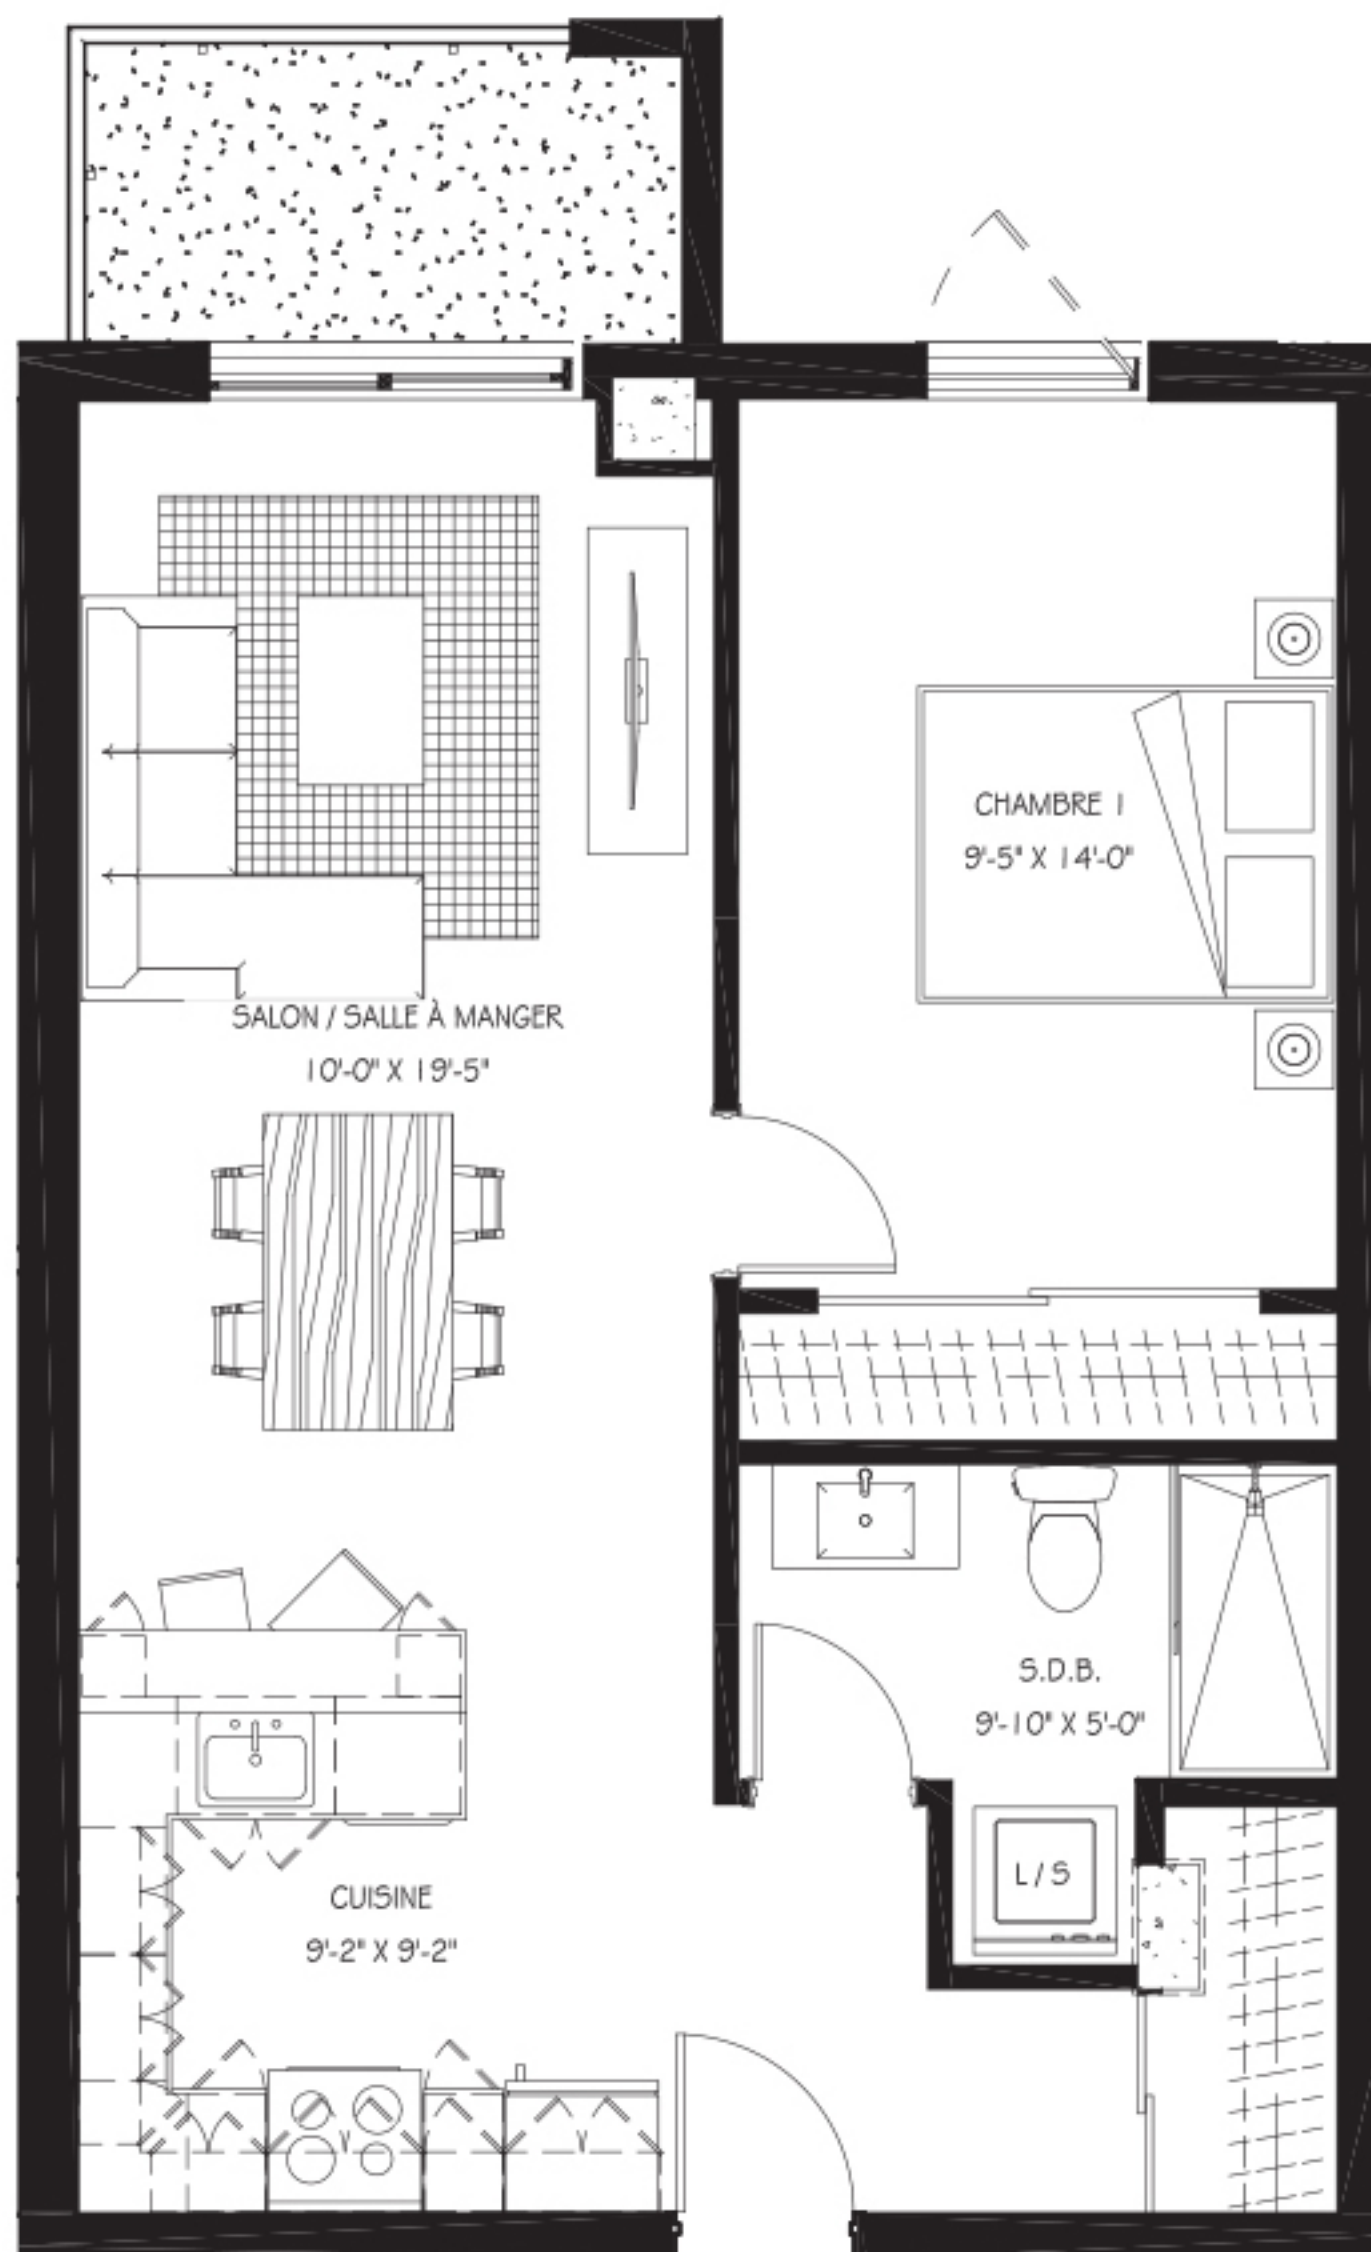 CHAMBRE 1
9'-5" X 14'-0"
SALON / SALLE À MANGER
10'-0" X 19'-5"
S.D.B.
9'-10" X 5'-0"
L / S
CUISINE
9'-2" X 9'-2"